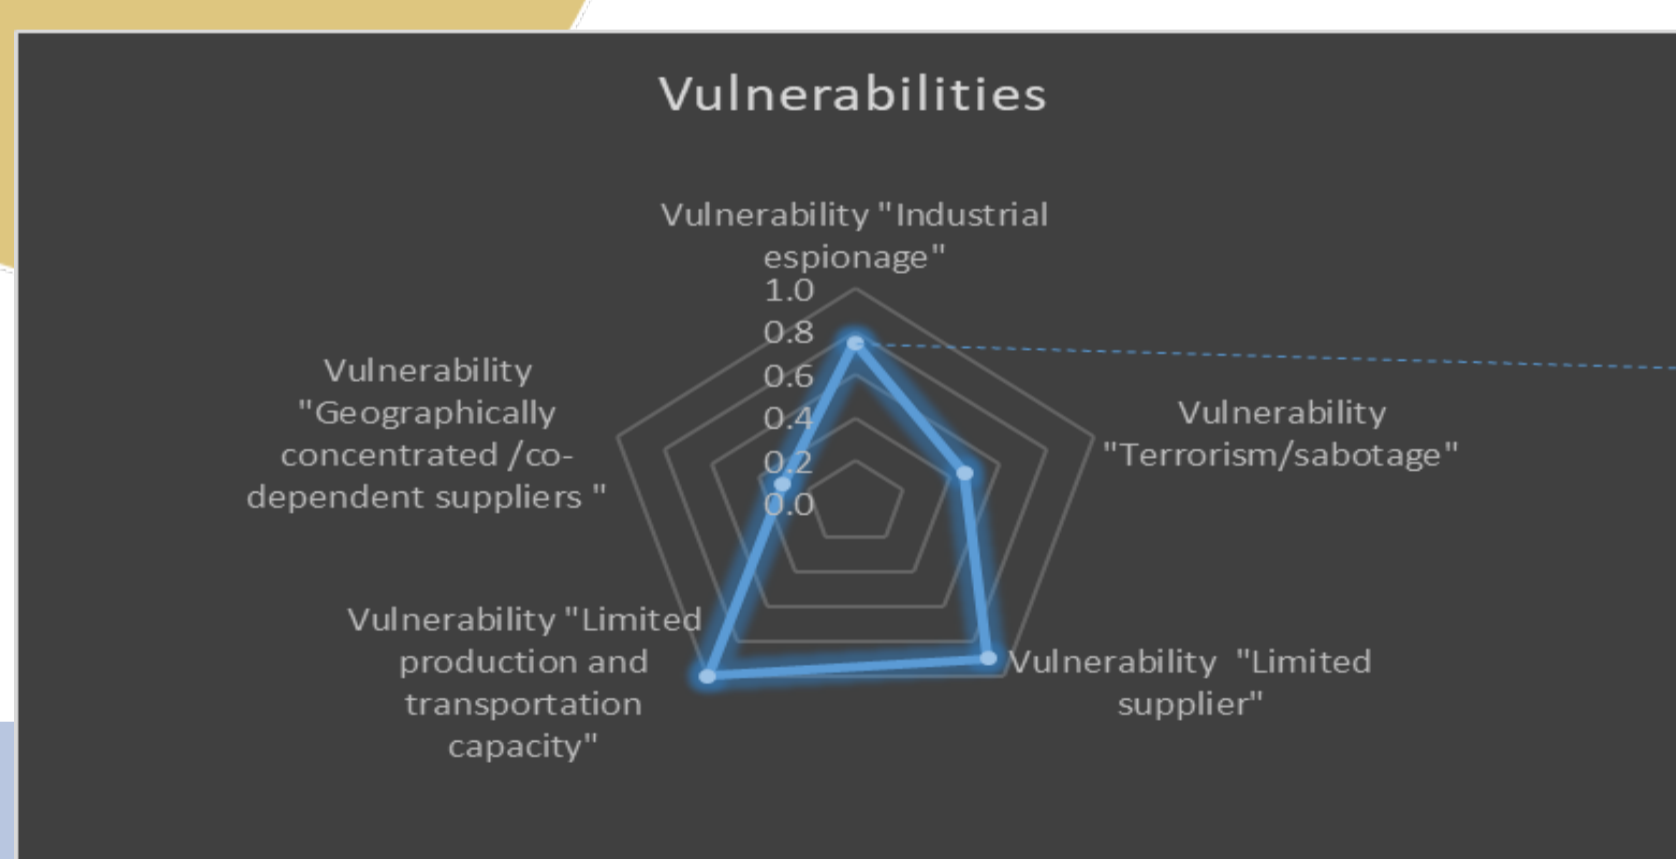 Vulnerabilities
Vulnerability "Industrial
espionage"
1.0
0.8
0.6
0.4
0.2
0.0
Vulnerability
"Terrorism/sabotage"
Vulnerability  "Limited
supplier"
Vulnerability "Limited
production and
transportation
capacity"
Vulnerability
"Geographically
concentrated /co-
dependent suppliers "